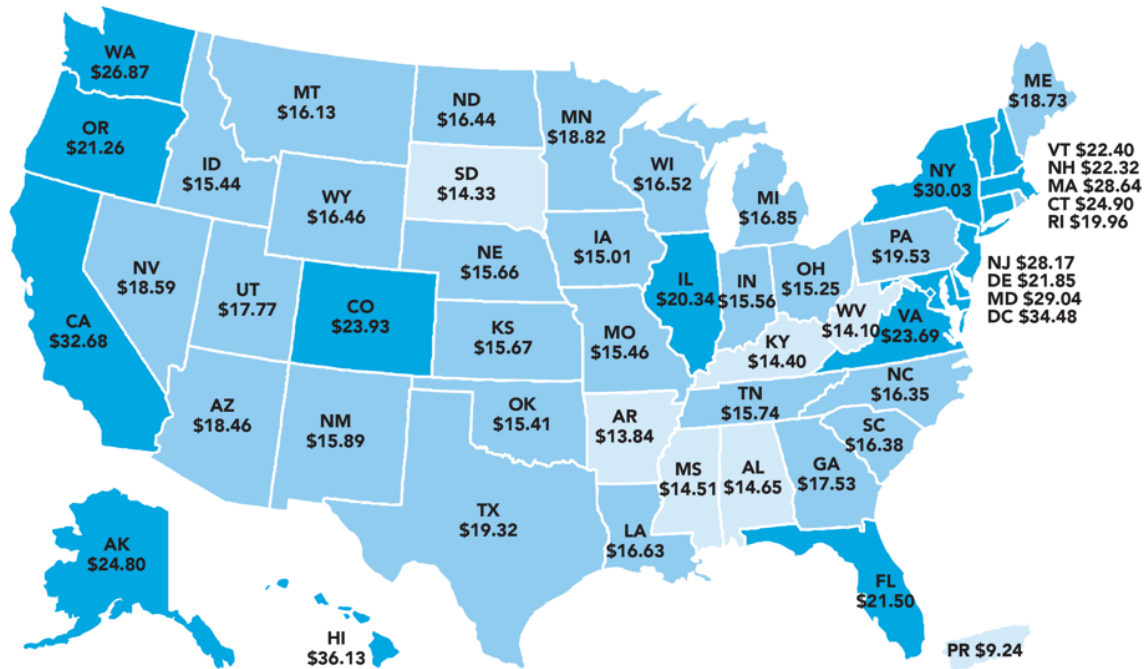 WA
$26.87
OR
$21.26
CA
$32.68
ID
$15.44
NV
$18.59
MT
$16.13
WY
$16.46
UT
$17.77
CO
$23.93
AZ
$18.46
NM
$15.89
ND
$16.44
SD
$14.33
NE
$15.66
KS
$15.67
OK
$15.41
TX
$19.32
MN
$18.82
IA
$15.01
MO
$15.46
AR
$13.84
LA
$16.63
WI
$16.52
IL
$20.34
MI
$16.85
IN
$15.56
OH
$15.25
KY
$14.40
TN
$15.74
MS
$14.51
AL
$14.65
GA
$17.53
FL
$21.50
SC
$16.38
NC
$16.35
VA
$23.69
WV
$14.10
PA
$19.53
NY
$30.03
ME
$18.73
VT $22.40
NH $22.32
MA $28.64
CT $24.90
RI $19.96
NJ $28.17
DE $21.85
MD $29.04
DC $34.48
AK
$24.80
HI
$36.13
PR $9.24